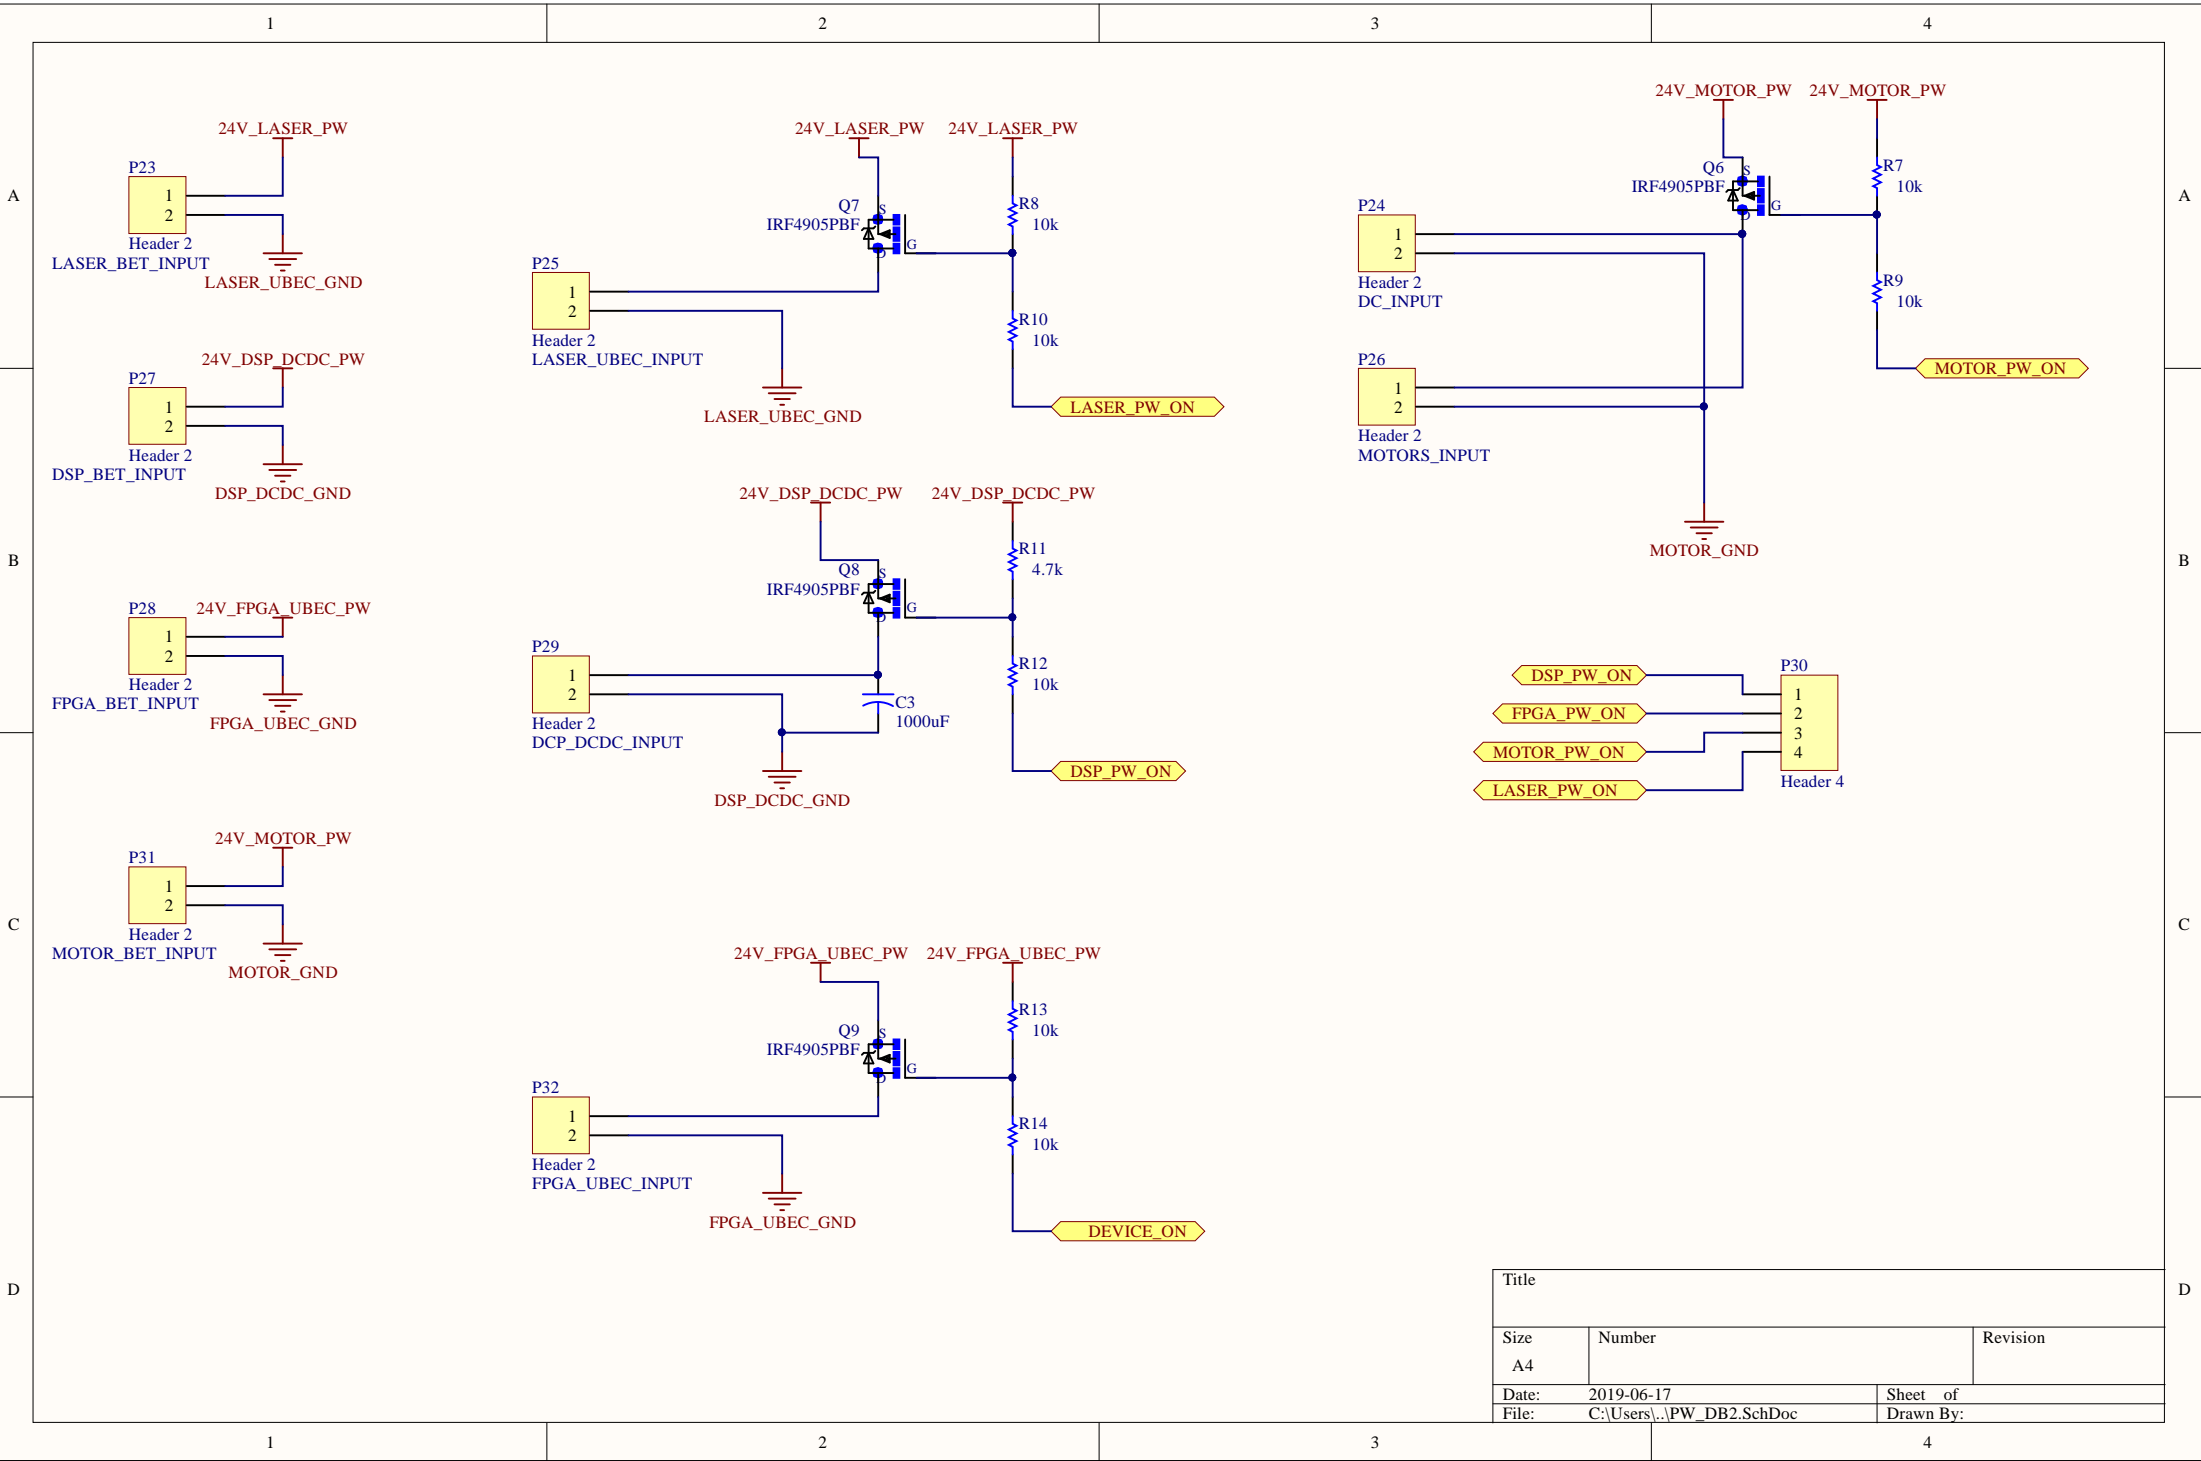 1 2 3 4
A
B
C
D
24V_LASER_PW
P23
1
2
Header 2
LASER_BET_INPUT
LASER_UBEC_GND
24V_DSP_DCDC_PW
P27
1
2
Header 2
DSP_BET_INPUT
DSP_DCDC_GND
P28
24V_FPGA_UBEC_PW
1
2
Header 2
FPGA_BET_INPUT
FPGA_UBEC_GND
24V_MOTOR_PW
P31
1
2
Header 2
MOTOR_BET_INPUT
MOTOR_GND
24V_LASER_PW 24V_LASER_PW
Q7
IRF4905PBF
S
D
G
R8
10k
P25
1
2
Header 2
LASER_UBEC_INPUT
LASER_UBEC_GND
R10
10k
LASER_PW_ON
24V_DSP_DCDC_PW 24V_DSP_DCDC_PW
Q8
IRF4905PBF
S
D
G
R11
4.7k
P29
1
2
Header 2
DCP_DCDC_INPUT
C3
1000uF
R12
10k
DSP_DCDC_GND
DSP_PW_ON
24V_FPGA_UBEC_PW 24V_FPGA_UBEC_PW
Q9
IRF4905PBF
S
D
G
R13
10k
P32
1
2
Header 2
FPGA_UBEC_INPUT
FPGA_UBEC_GND
R14
10k
DEVICE_ON
24V_MOTOR_PW 24V_MOTOR_PW
Q6
IRF4905PBF
S
D
G
R7
10k
P24
1
2
Header 2
DC_INPUT
R9
10k
P26
1
2
Header 2
MOTORS_INPUT
MOTOR_PW_ON
MOTOR_GND
DSP_PW_ON
FPGA_PW_ON
MOTOR_PW_ON
LASER_PW_ON
P30
1
2
3
4
Header 4
A
B
C
D
Title
Size Number Revision
A4
Date: 2019-06-17 Sheet of
File: C:\Users\..\PW_DB2.SchDoc Drawn By:
1 2 3 4